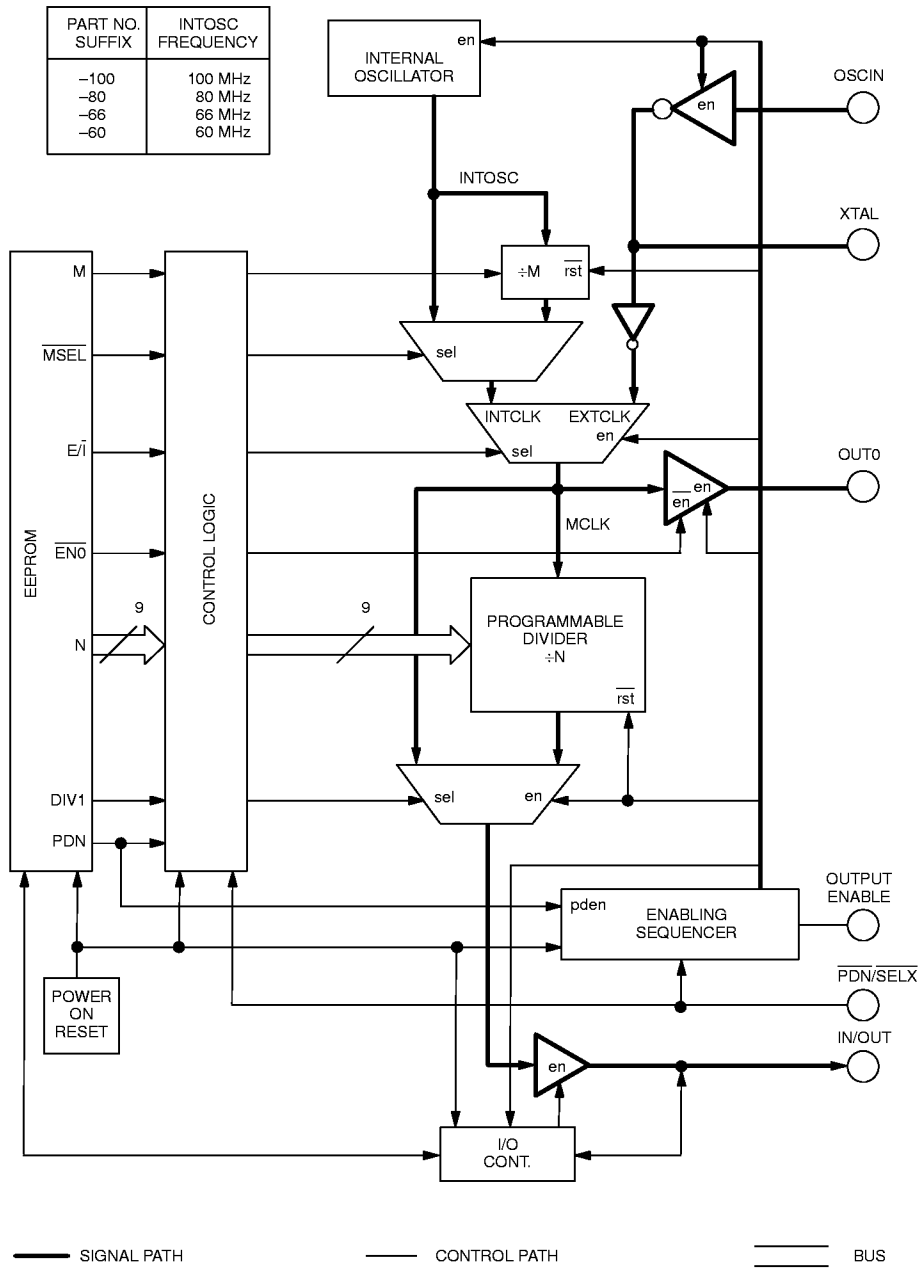 PART NO. SUFFIX INTOSC FREQUENCY
–100 100 MHz
–80 80 MHz
–66 66 MHz
–60 60 MHz
en
INTERNAL
OSCILLATOR
en
OSCIN
INTOSC
XTAL
M
÷M rst
MSEL
sel
INTCLK EXTCLK
en
E/I
sel
OUT0
en
en
MCLK
EEPROM
CONTROL LOGIC
EN0
9
9
N
PROGRAMMABLE
DIVIDER
÷N
rst
DIV1
sel en
PDN
OUTPUT
ENABLE
pden
ENABLING
SEQUENCER
PDN/SELX
POWER
ON
RESET
IN/OUT
en
I/O
CONT.
SIGNAL PATH CONTROL PATH BUS